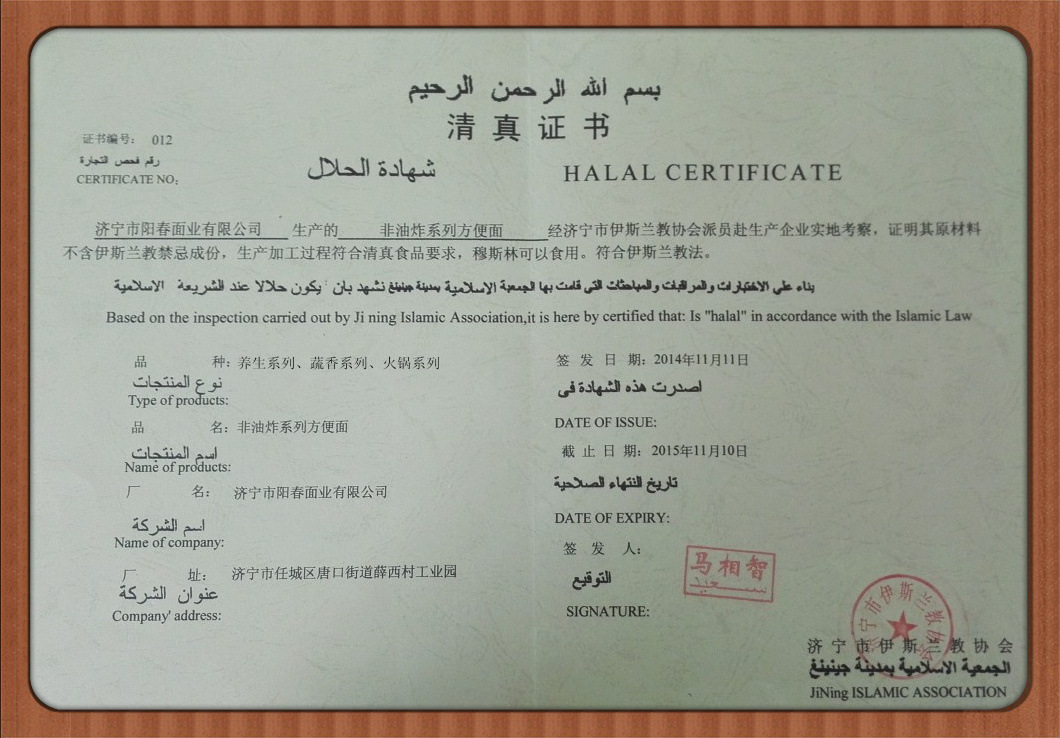 بسم الله الرحمن الرحيم
清真证书
证书编号： 012
رقم فحص التجارة
CERTIFICATE NO:
شهادة الحلال
HALAL CERTIFICATE
济宁市阳春面业有限公司 生产的 非油炸系列方便面 经济宁市伊斯兰教协会派员赴生产企业实地考察，证明其原材料
不含伊斯兰教禁忌成份，生产加工过程符合清真食品要求，穆斯林可以食用。符合伊斯兰教法。
بناء علي الاختبارات والمراقبات والمباحثات التى قامت بها الجمعية الاسلامية بمدينة جينينغ نشهد بان يكون حلالا عند الشريعة الاسلامية
Based on the inspection carried out by Ji ning Islamic Association,it is here by certified that: Is "halal" in accordance with the Islamic Law
品 种： 养生系列、蔬香系列、火锅系列
نوع المنتجات
Type of products:
品 名： 非油炸系列方便面
اسم المنتجات
Name of products:
厂 名： 济宁市阳春面业有限公司
اسم الشركة
Name of company:
厂 址： 济宁市任城区唐口街道薛西村工业园
عنوان الشركة
Company' address:
签 发 日 期： 2014年11月11日
اصدرت هذه الشهادة فى
DATE OF ISSUE:
截 止 日 期： 2015年11月10日
تاريخ النتهاء الصلاحية
DATE OF EXPIRY:
签 发 人：
马相智
التوقيع
SIGNATURE:
济宁市伊斯兰教协会
济宁市伊斯兰教协会
الجمعية الاسلامية بمدينة جينينغ
JiNing ISLAMIC ASSOCIATION